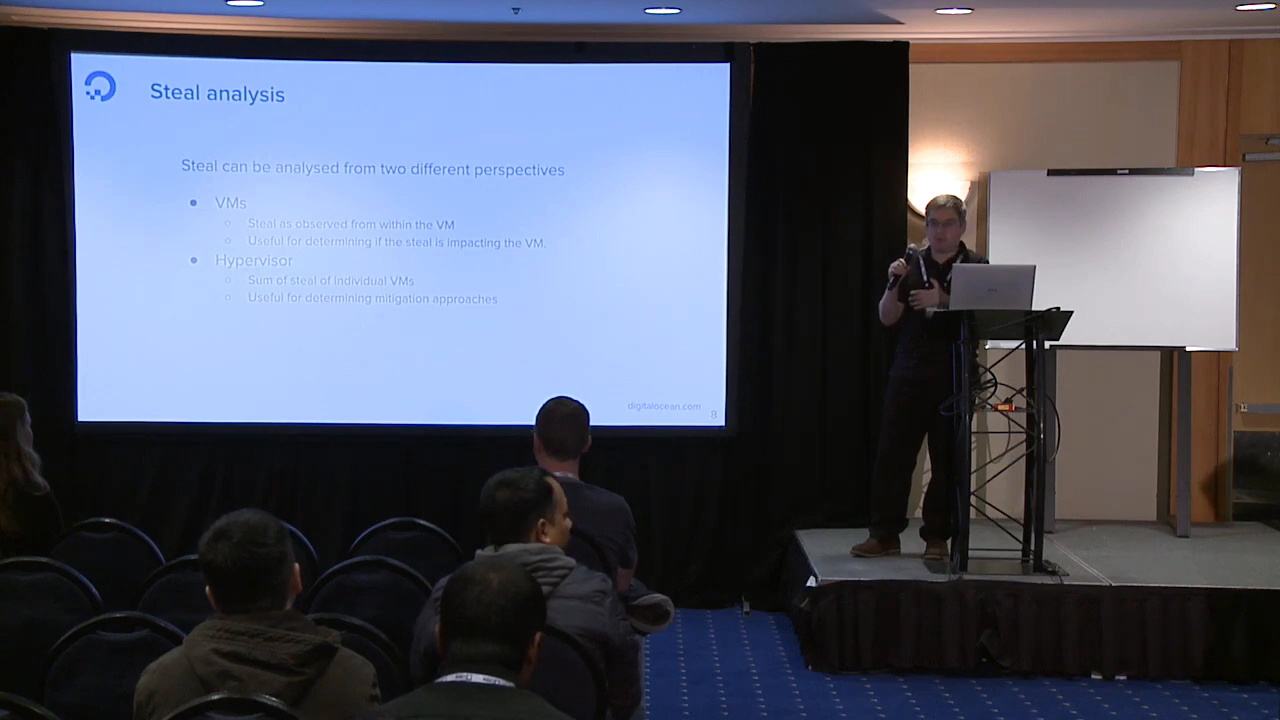 Steal analysis
Steal can be analysed from two different perspectives
VMs
Steal as observed from within the VM
Useful for determining if the steal is impacting the VM.
Hypervisor
Sum of steal of individual VMs
Useful for determining mitigation approaches
digitalocean.com
8